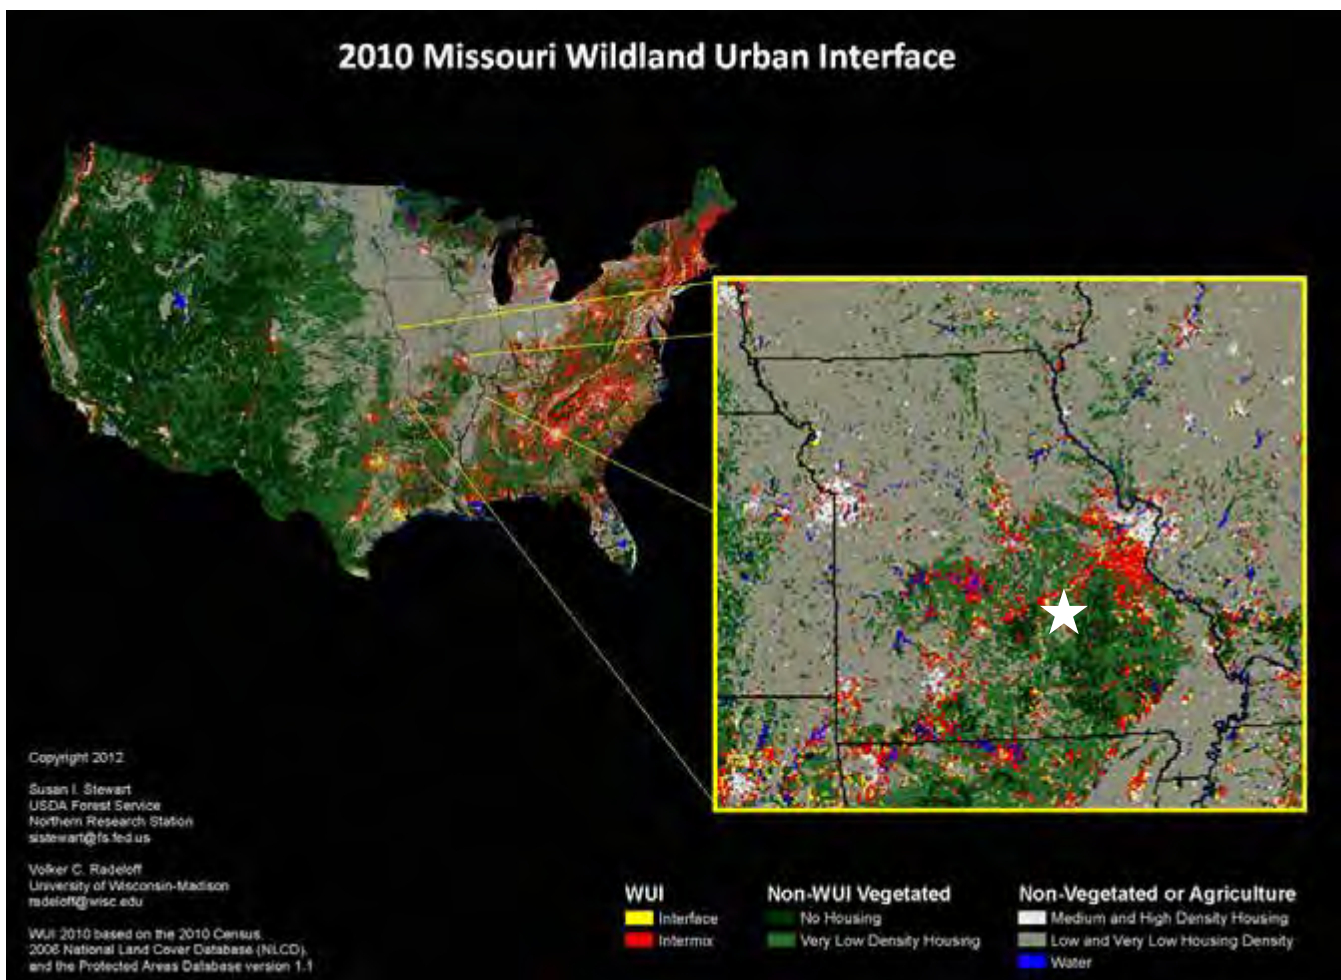 2010 Missouri Wildland Urban Interface
Copyright 2012
Susan I. Stewart
USDA Forest Service
Northern Research Station
sistewart@fs.fed.us
Volker C. Radeloff
University of Wisconsin-Madison
radeloff@wisc.edu
WUI 2010 based on the 2010 Census,
2006 National Land Cover Database (NLCD),
and the Protected Areas Database version 1.1
WUI
Interface
Intermix
Non-WUI Vegetated
No Housing
Very Low Density Housing
Non-Vegetated or Agriculture
Medium and High Density Housing
Low and Very Low Housing Density
Water